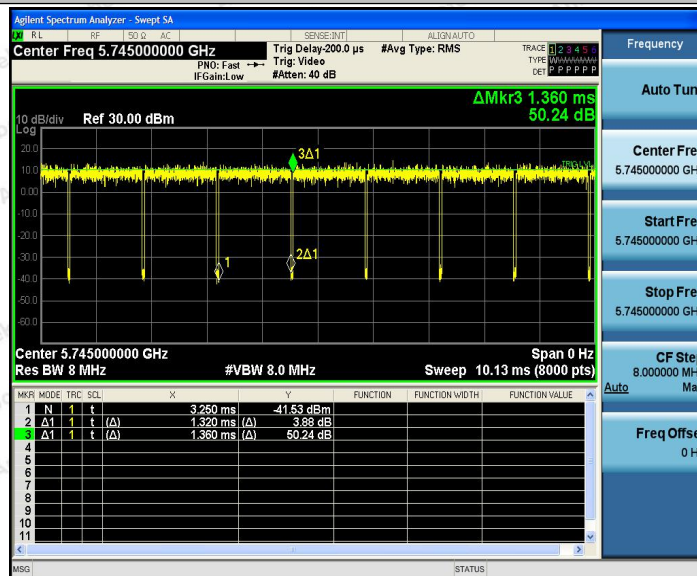 Agilent Spectrum Analyzer - Swept SA
RL RF 50 Ω AC SENSE:INT ALIGNAUTO
Center Freq 5.745000000 GHz
PNO: Fast
IFGain:Low
Trig Delay-200.0 µs
Trig: Video
#Atten: 40 dB
#Avg Type: RMS
TRACE 1 2 3 4 5 6
TYPE
DET P P P P P P
ΔMkr3 1.360 ms
50.24 dB
10 dB/div Ref 30.00 dBm
Log
20.0
10.0
0.00
-10.0
-20.0
-30.0
-40.0
-50.0
-60.0
3Δ1
TRIG LVL
2Δ1
1
Center 5.745000000 GHz Span 0 Hz
Res BW 8 MHz #VBW 8.0 MHz Sweep 10.13 ms (8000 pts)
MKR MODE TRC SCL X Y FUNCTION FUNCTION WIDTH FUNCTION VALUE
1 N 1 t 3.250 ms -41.53 dBm
2 Δ1 1 t (Δ) 1.320 ms (Δ) 3.88 dB
3 Δ1 1 t (Δ) 1.360 ms (Δ) 50.24 dB
4
5
6
7
8
9
10
11
MSG STATUS
Frequency
Auto Tun
Center Fre
5.745000000 GH
Start Fre
5.745000000 GH
Stop Fre
5.745000000 GH
CF Ste
8.000000 MH
Auto Ma
Freq Offse
0 H